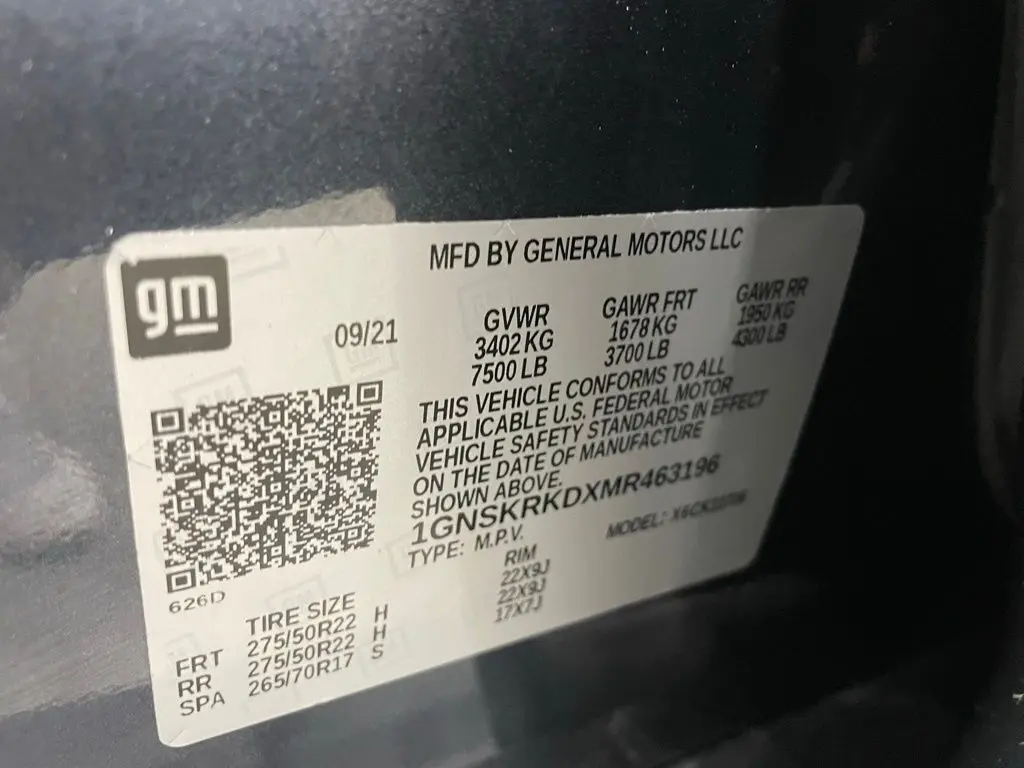 gm
MFD BY GENERAL MOTORS LLC
09/21
GVWR
3402 KG
7500 LB
GAWR FRT
1678 KG
3700 LB
GAWR RR
1950 KG
4300 LB
THIS VEHICLE CONFORMS TO ALL
APPLICABLE U.S. FEDERAL MOTOR
VEHICLE SAFETY STANDARDS IN EFFECT
ON THE DATE OF MANUFACTURE
SHOWN ABOVE.
1GNSKRKDXMR463196
TYPE: M.P.V.
MODEL:
626D
TIRE SIZE RIM
FRT 275/50R22 H 22X9J
RR 275/50R22 H 22X9J
SPA 265/70R17 S 17X7J